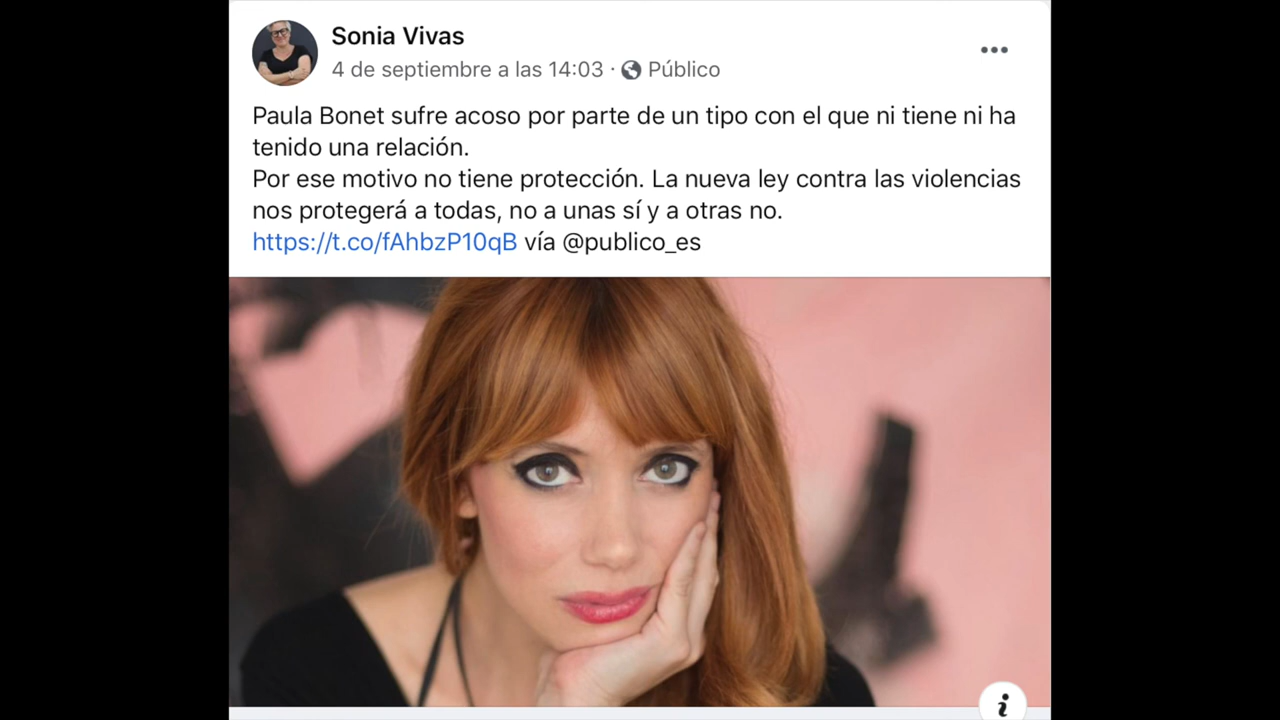 Sonia Vivas
4 de septiembre a las 14:03 · Público
Paula Bonet sufre acoso por parte de un tipo con el que ni tiene ni ha
tenido una relación.
Por ese motivo no tiene protección. La nueva ley contra las violencias
nos protegerá a todas, no a unas sí y a otras no.
https://t.co/fAhbzP10qB vía @publico_es